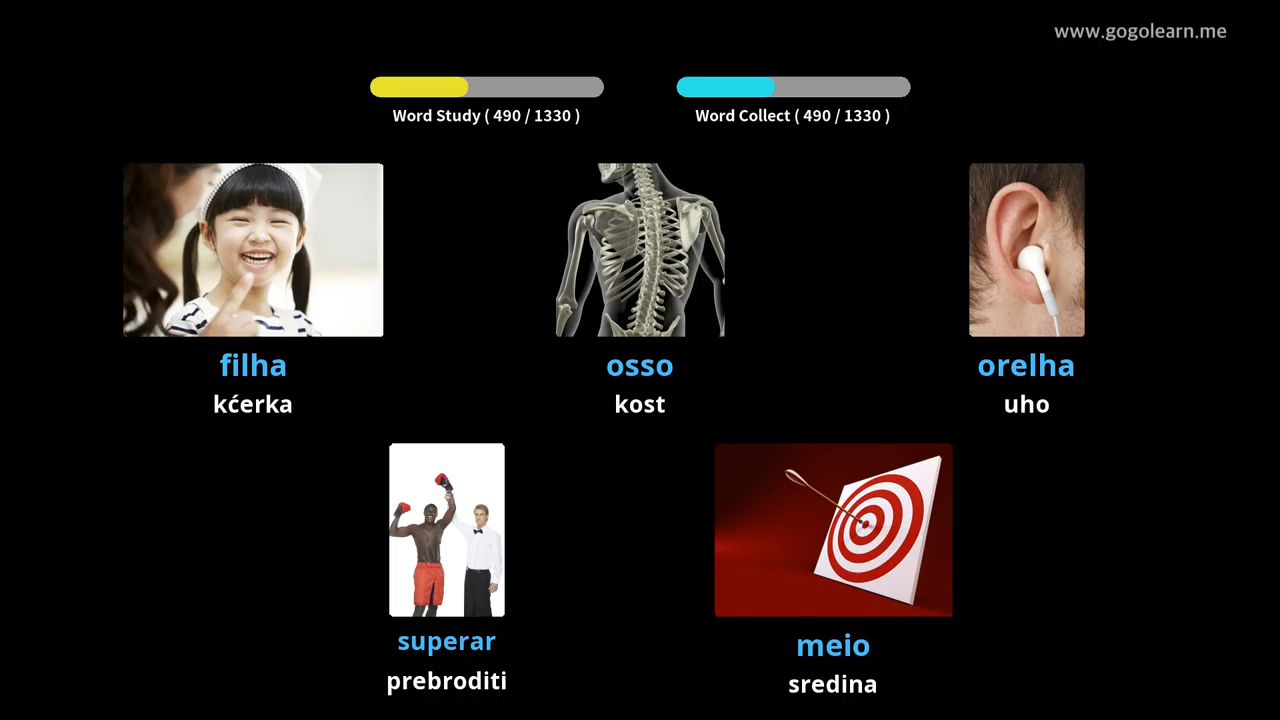 www.gogolearn.me
Word Study ( 490 / 1330 )
Word Collect ( 490 / 1330 )
filha
kćerka
osso
kost
orelha
uho
superar
prebroditi
meio
sredina